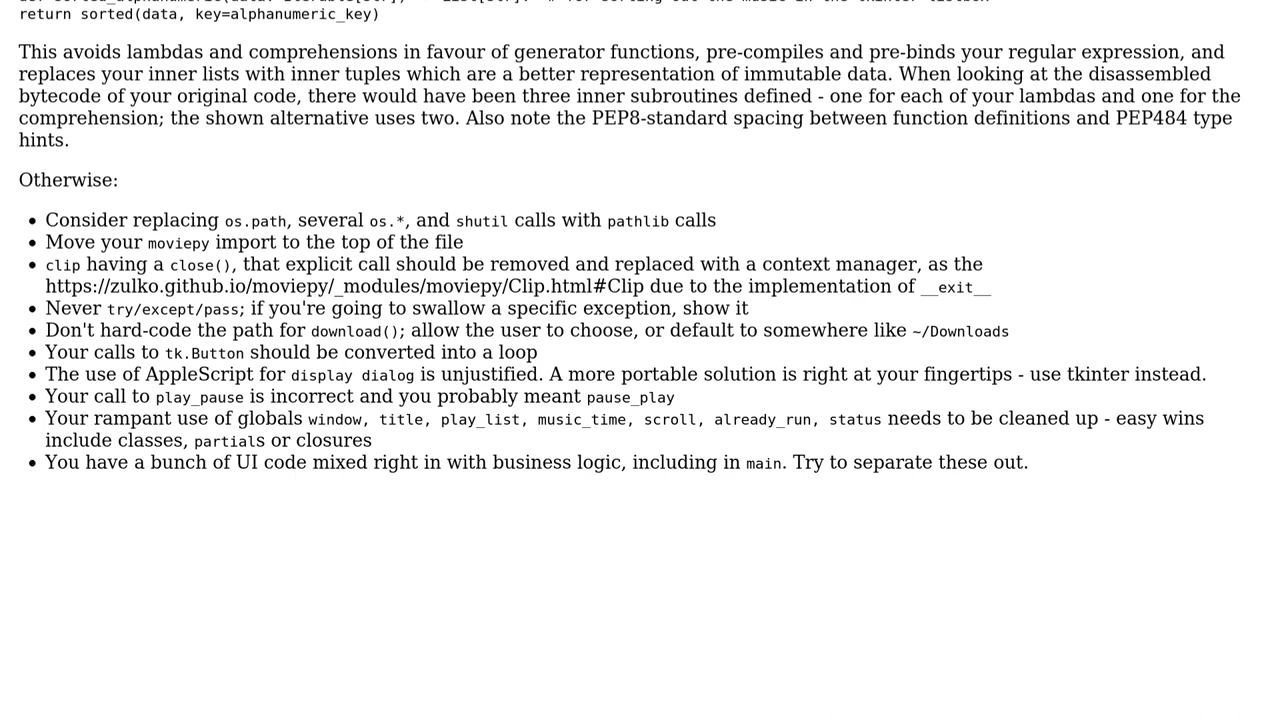 return sorted(data, key=alphanumeric_key)
This avoids lambdas and comprehensions in favour of generator functions, pre-compiles and pre-binds your regular expression, and
replaces your inner lists with inner tuples which are a better representation of immutable data. When looking at the disassembled
bytecode of your original code, there would have been three inner subroutines defined - one for each of your lambdas and one for the
comprehension; the shown alternative uses two. Also note the PEP8-standard spacing between function definitions and PEP484 type
hints.
Otherwise:
• Consider replacing os.path, several os.*, and shutil calls with pathlib calls
• Move your moviepy import to the top of the file
• clip having a close(), that explicit call should be removed and replaced with a context manager, as the
https://zulko.github.io/moviepy/_modules/moviepy/Clip.html#Clip due to the implementation of __exit__
• Never try/except/pass; if you're going to swallow a specific exception, show it
• Don't hard-code the path for download(); allow the user to choose, or default to somewhere like ~/Downloads
• Your calls to tk.Button should be converted into a loop
• The use of AppleScript for display dialog is unjustified. A more portable solution is right at your fingertips - use tkinter instead.
• Your call to play_pause is incorrect and you probably meant pause_play
• Your rampant use of globals window, title, play_list, music_time, scroll, already_run, status needs to be cleaned up - easy wins
include classes, partials or closures
• You have a bunch of UI code mixed right in with business logic, including in main. Try to separate these out.